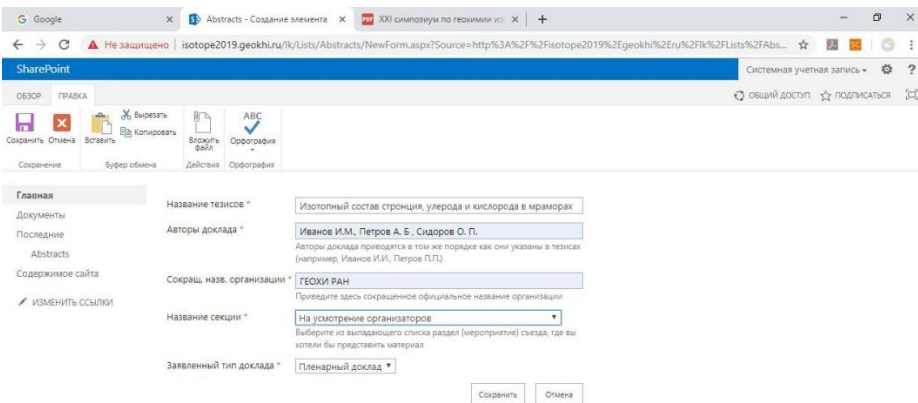 Google
Abstracts - Создание элемента
XXI симпозиум по геохимии из
Не защищено | isotope2019.geokhi.ru/lk/Lists/Abstracts/NewForm.aspx?Source=http%3A%2F%2Fisotope2019%2Egeokhi%2Eru%2Flk%2FLists%2FAbs...
SharePoint
Системная учетная запись
?
ОБЗОР ПРАВКА
ОБЩИЙ ДОСТУП ПОДПИСАТЬСЯ
Сохранить Отмена
Вставить
Вырезать
Копировать
Вложить файл
ABC
Орфография
Сохранение Буфер обмена Действия Орфография
Главная
Документы
Последние
Abstracts
Содержимое сайта
ИЗМЕНИТЬ ССЫЛКИ
Название тезисов *
Изотопный состав стронция, улерода и кислорода в мраморах
Авторы доклада *
Иванов И.М., Петров А. Б , Сидоров О. П.
Авторы доклада приводятся в том же порядке как они указаны в тезисах
(например, Иванов И.И., Петров П.П.)
Сокращ. назв. организации *
ГЕОХИ РАН
Приведите здесь сокращенное официальное название организации
Название секции *
На усмотрение организаторов
Выберите из выпадающего списка раздел (мероприятие) съезда, где вы
хотели бы представить материал
Заявленный тип доклада *
Пленарный доклад
Сохранить Отмена